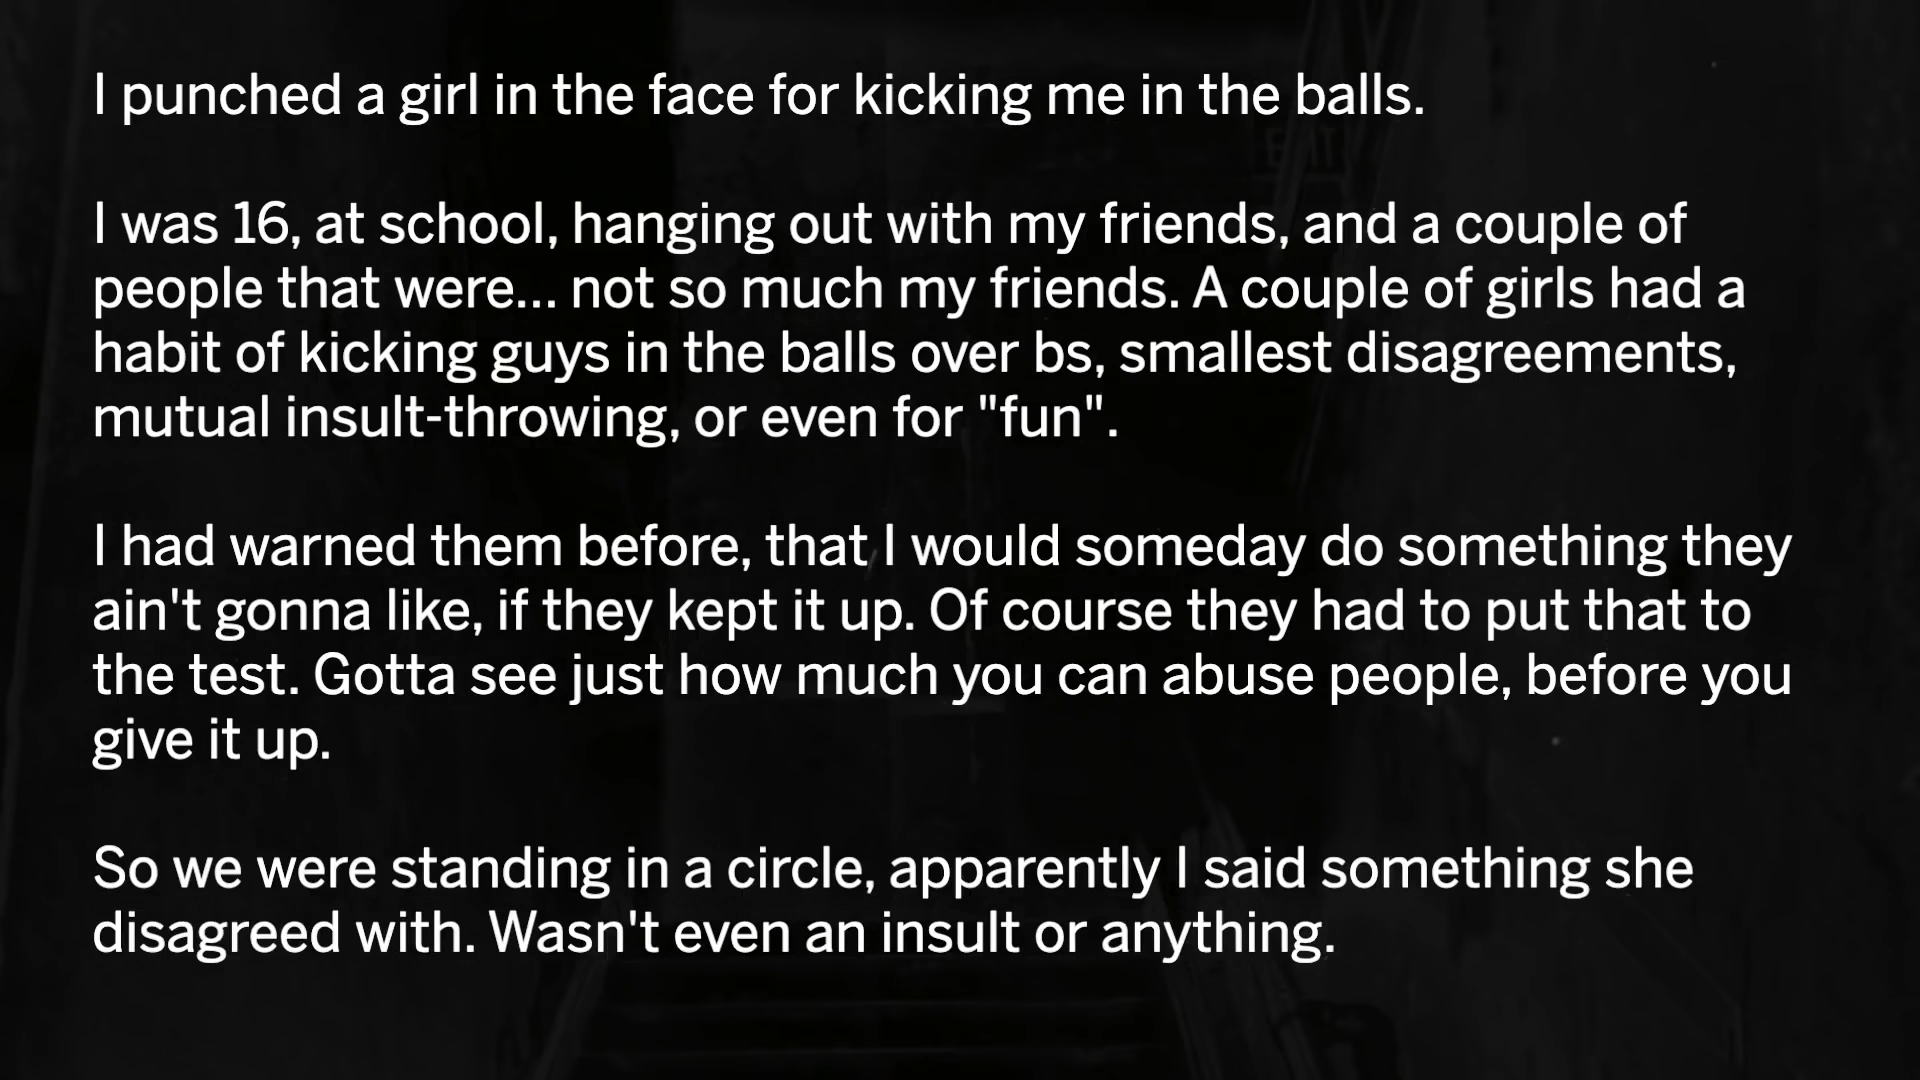 I punched a girl in the face for kicking me in the balls.
I was 16, at school, hanging out with my friends, and a couple of
people that were... not so much my friends. A couple of girls had a
habit of kicking guys in the balls over bs, smallest disagreements,
mutual insult-throwing, or even for "fun".
I had warned them before, that I would someday do something they
ain't gonna like, if they kept it up. Of course they had to put that to
the test. Gotta see just how much you can abuse people, before you
give it up.
So we were standing in a circle, apparently I said something she
disagreed with. Wasn't even an insult or anything.